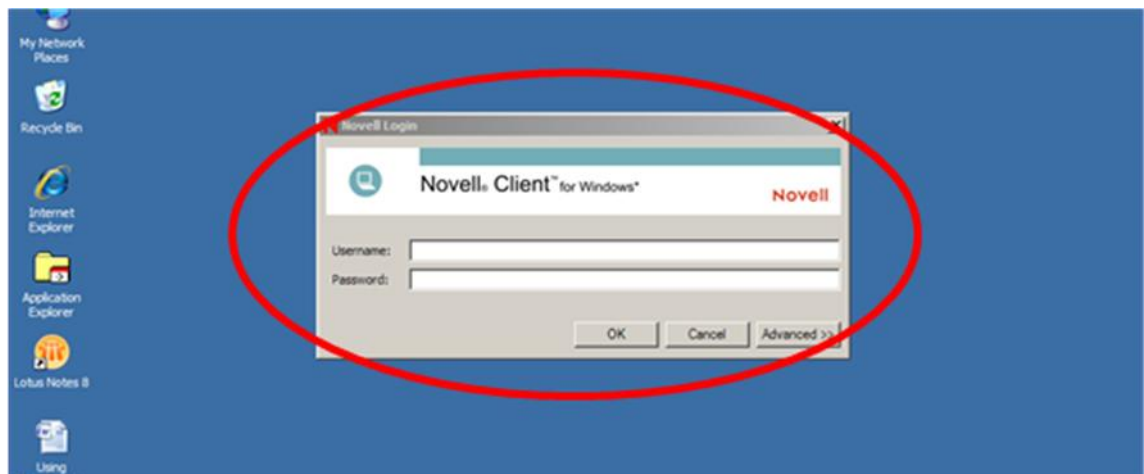 My Network
Places
Recycle Bin
Internet
Explorer
Application
Explorer
Lotus Notes 8
Using
Novell Login
Novell® Client™ for Windows*
Novell
Username:
Password:
OK
Cancel
Advanced >>